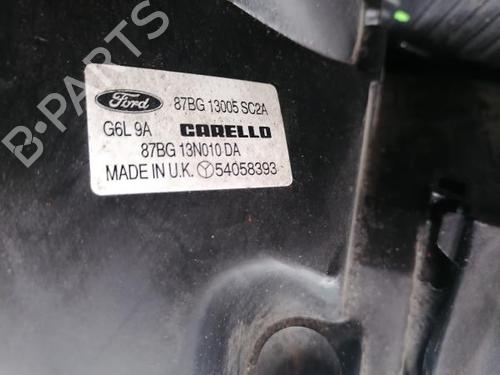 B-PARTS
Ford 87BG 13005 SC2A
G6L 9A CARELLO
87BG 13N010 DA
MADE IN U.K. 54058393